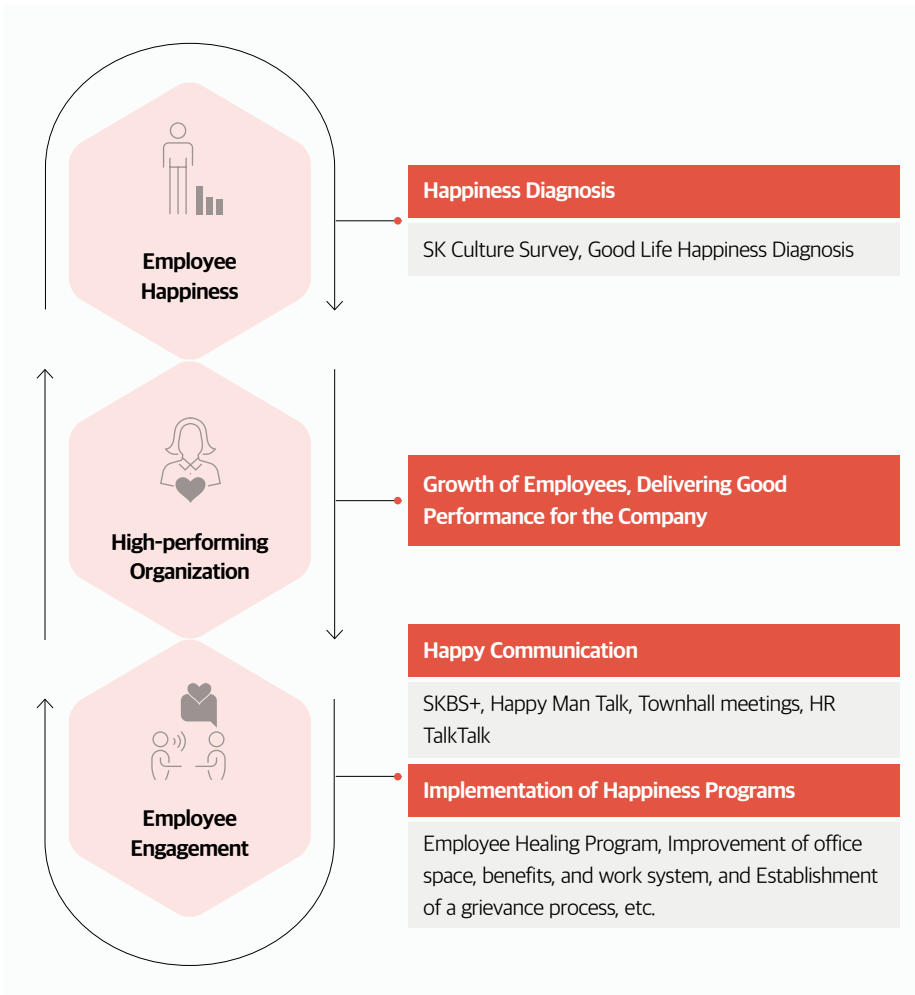 Employee
Happiness
Happiness Diagnosis
SK Culture Survey, Good Life Happiness Diagnosis
High-performing
Organization
Growth of Employees, Delivering Good
Performance for the Company
Employee
Engagement
Happy Communication
SKBS+, Happy Man Talk, Townhall meetings, HR
TalkTalk
Implementation of Happiness Programs
Employee Healing Program, Improvement of office
space, benefits, and work system, and Establishment
of a grievance process, etc.